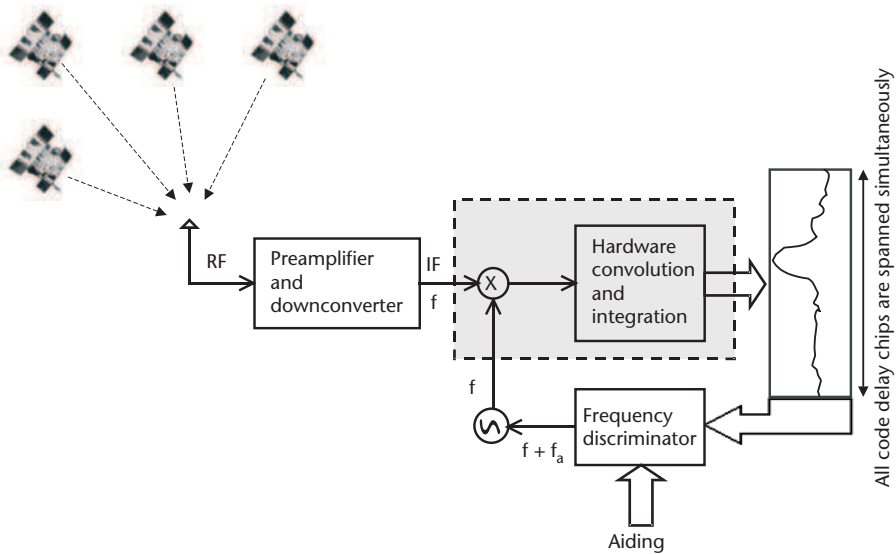 RF
Preamplifier
and
downconverter
IF
f
X
Hardware
convolution
and
integration
f
f + fa
Frequency
discriminator
Aiding
All code delay chips are spanned simultaneously